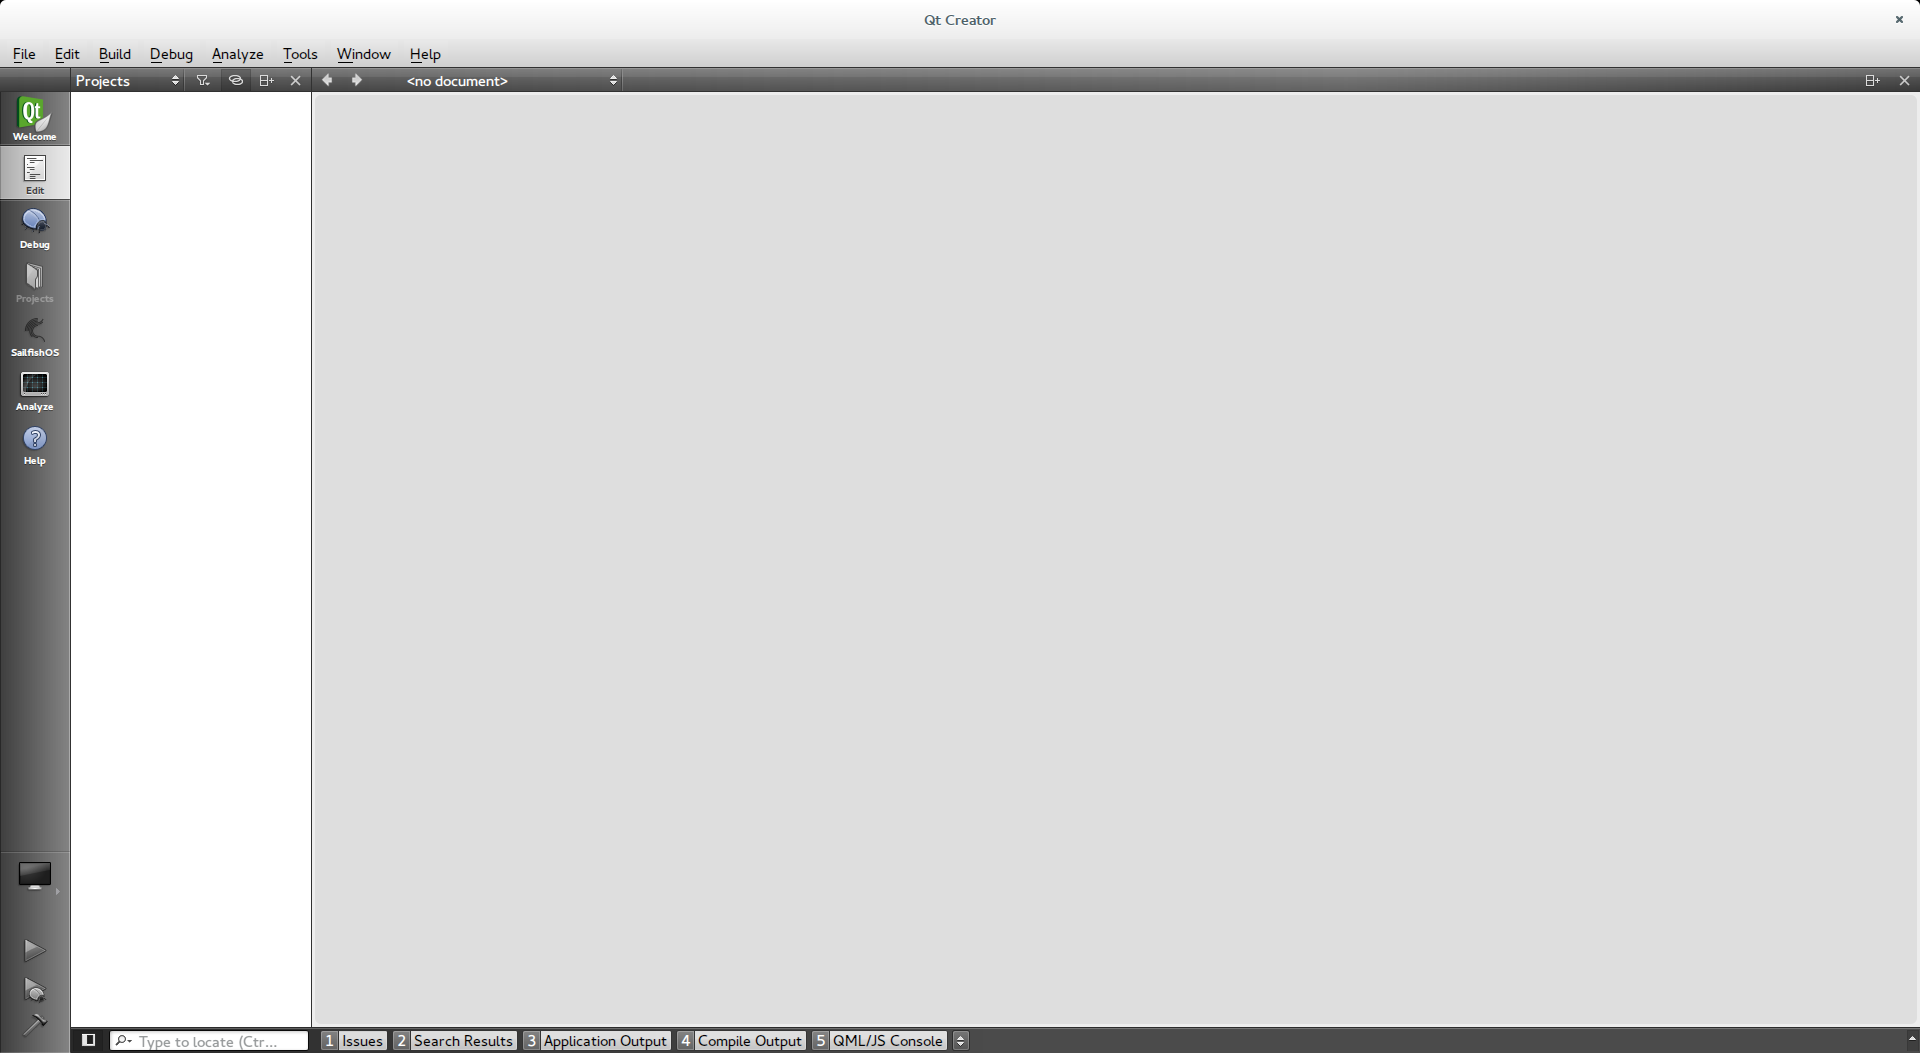 Qt Creator
File Edit Build Debug Analyze Tools Window Help
Projects <no document>
Qt
Welcome
Edit
Debug
Projects
SailfishOS
Analyze
?
Help
Type to locate (Ctr... 1 Issues 2 Search Results 3 Application Output 4 Compile Output 5 QML/JS Console